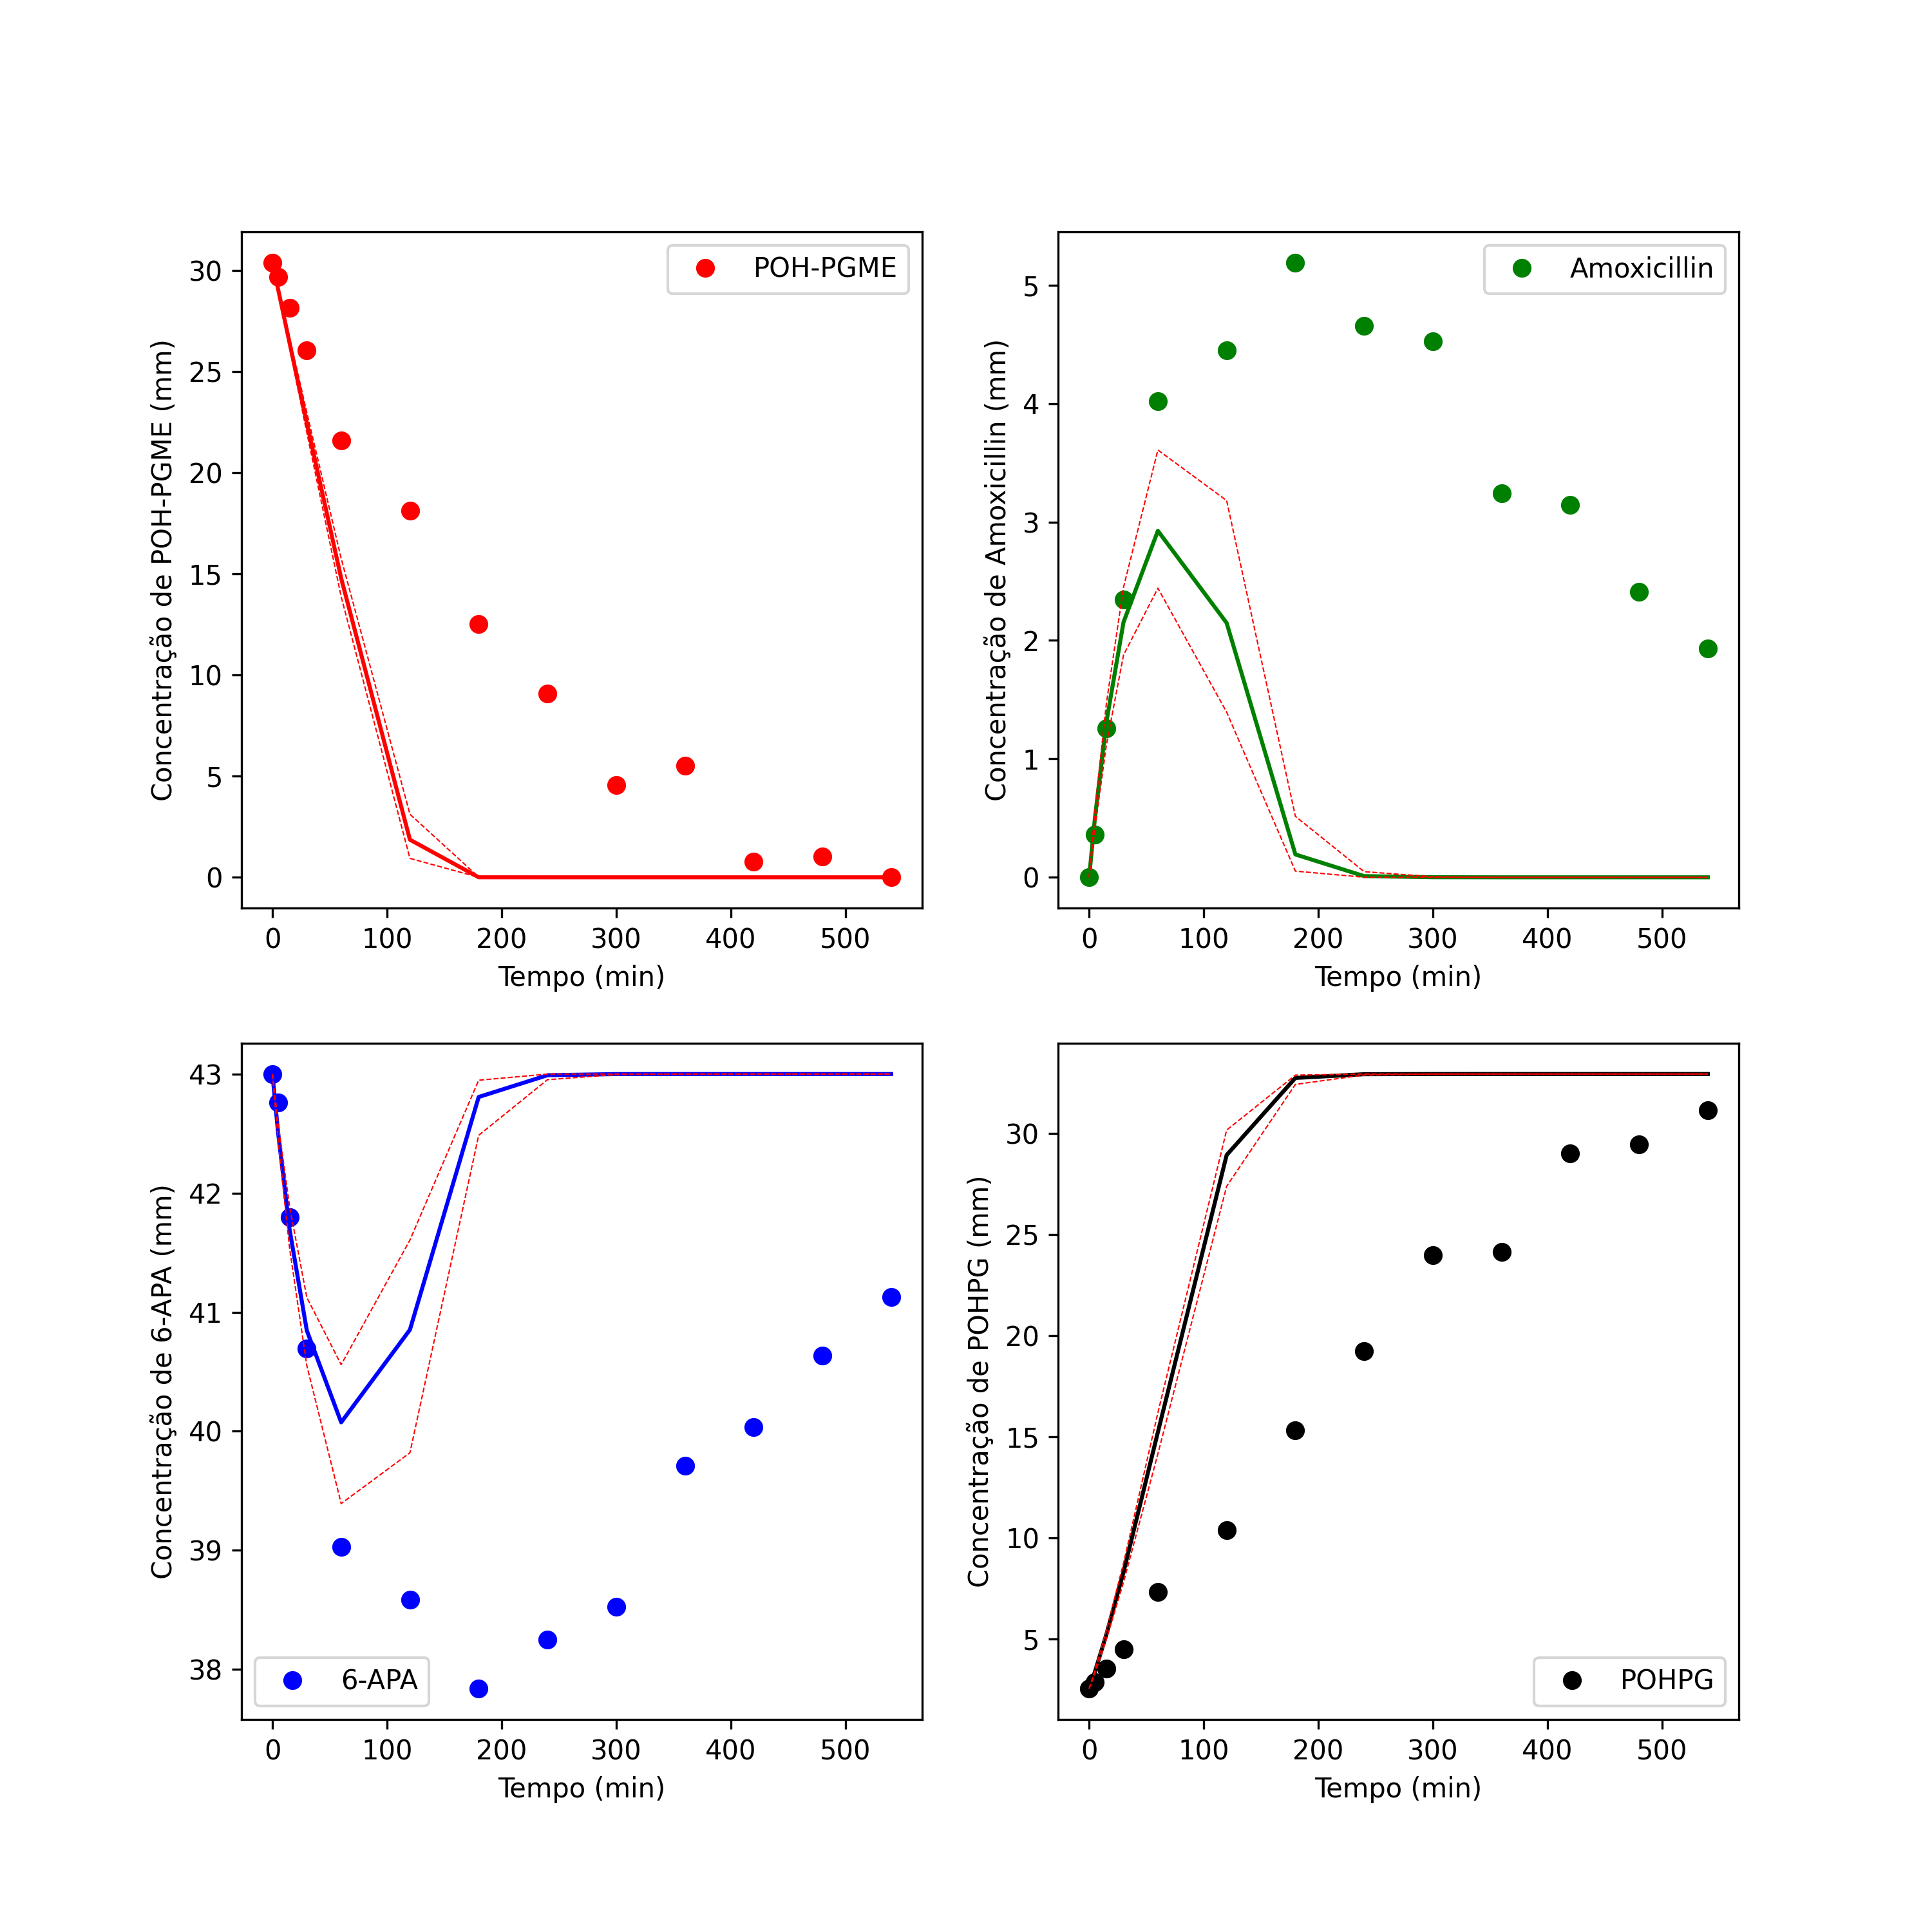 POH-PGME
Concentração de POH-PGME (mm)
30
25
20
15
10
5
0
0 100 200 300 400 500
Tempo (min)
Amoxicillin
Concentração de Amoxicillin (mm)
5
4
3
2
1
0
0 100 200 300 400 500
Tempo (min)
Concentração de 6-APA (mm)
43
42
41
40
39
38
6-APA
0 100 200 300 400 500
Tempo (min)
Concentração de POHPG (mm)
30
25
20
15
10
5
POHPG
0 100 200 300 400 500
Tempo (min)